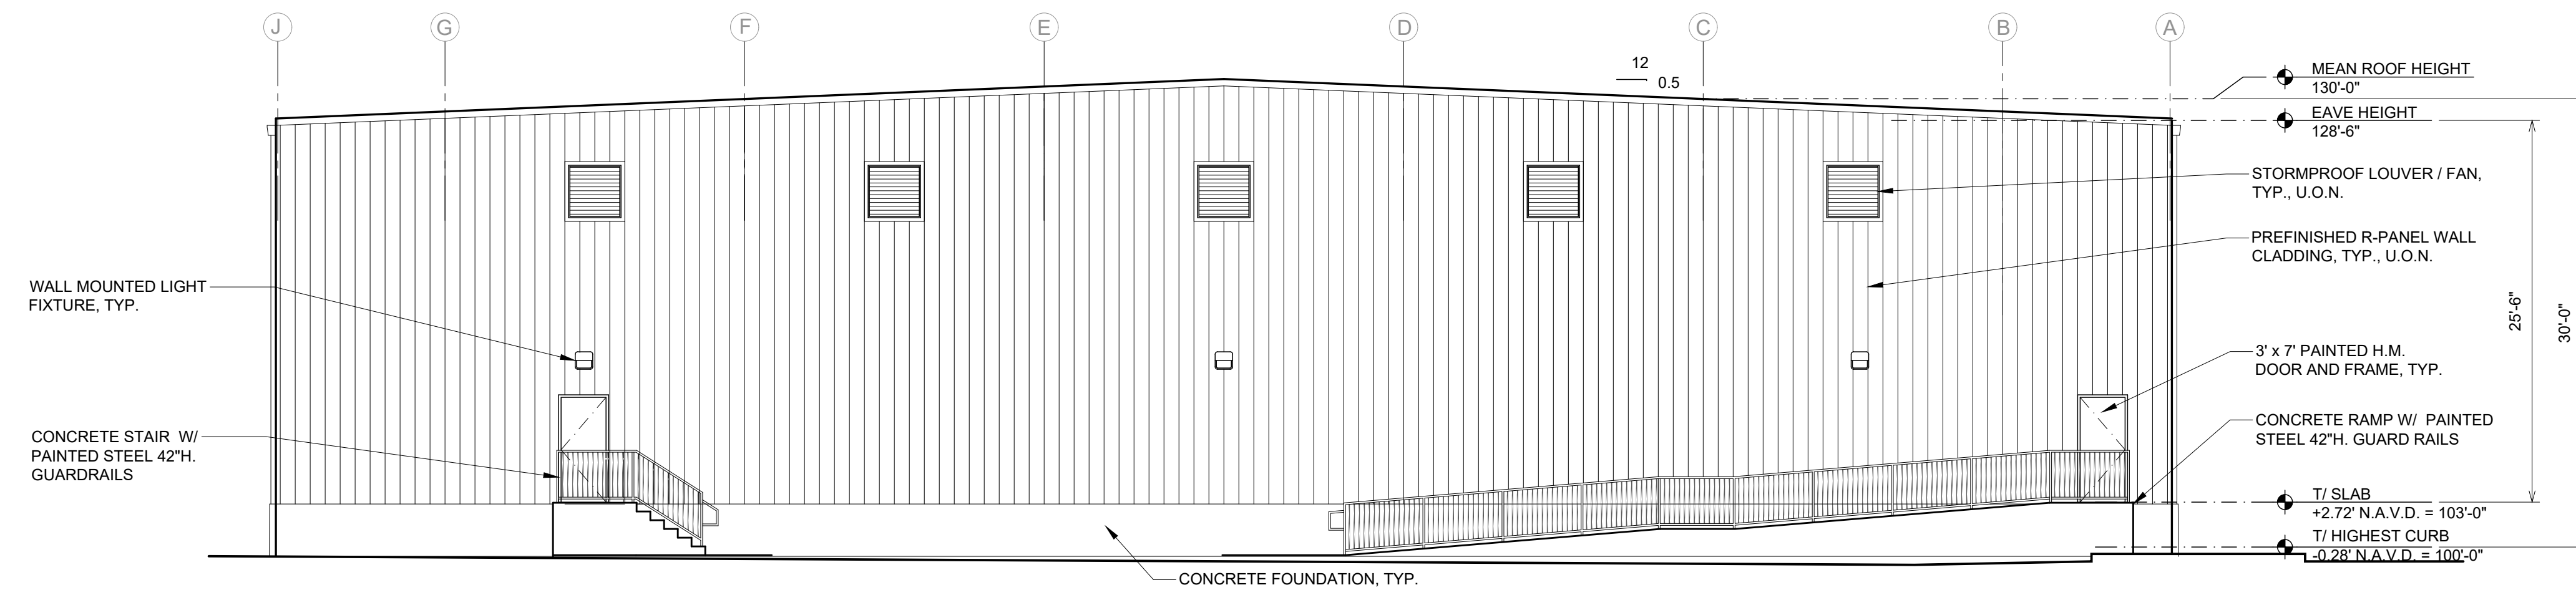 J
G
F
E
D
C
B
A
12
0.5
MEAN ROOF HEIGHT
130'-0"
EAVE HEIGHT
128'-6"
STORMPROOF LOUVER / FAN,
TYP., U.O.N.
PREFINISHED R-PANEL WALL
CLADDING, TYP., U.O.N.
WALL MOUNTED LIGHT
FIXTURE, TYP.
25'-6"
30'-0"
3' x 7' PAINTED H.M.
DOOR AND FRAME, TYP.
CONCRETE STAIR W/
PAINTED STEEL 42"H.
GUARDRAILS
CONCRETE RAMP W/ PAINTED
STEEL 42"H. GUARD RAILS
T/ SLAB
+2.72' N.A.V.D. = 103'-0"
T/ HIGHEST CURB
-0.28' N.A.V.D. = 100'-0"
CONCRETE FOUNDATION, TYP.